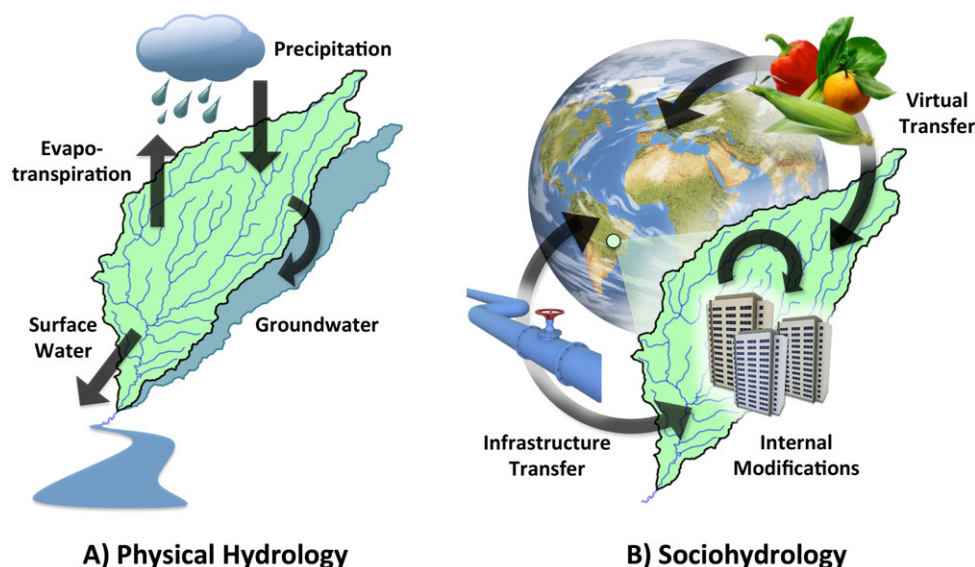 Precipitation
Evapo-
transpiration
Surface
Water
Groundwater
A) Physical Hydrology
Virtual
Transfer
Infrastructure
Transfer
Internal
Modifications
B) Sociohydrology